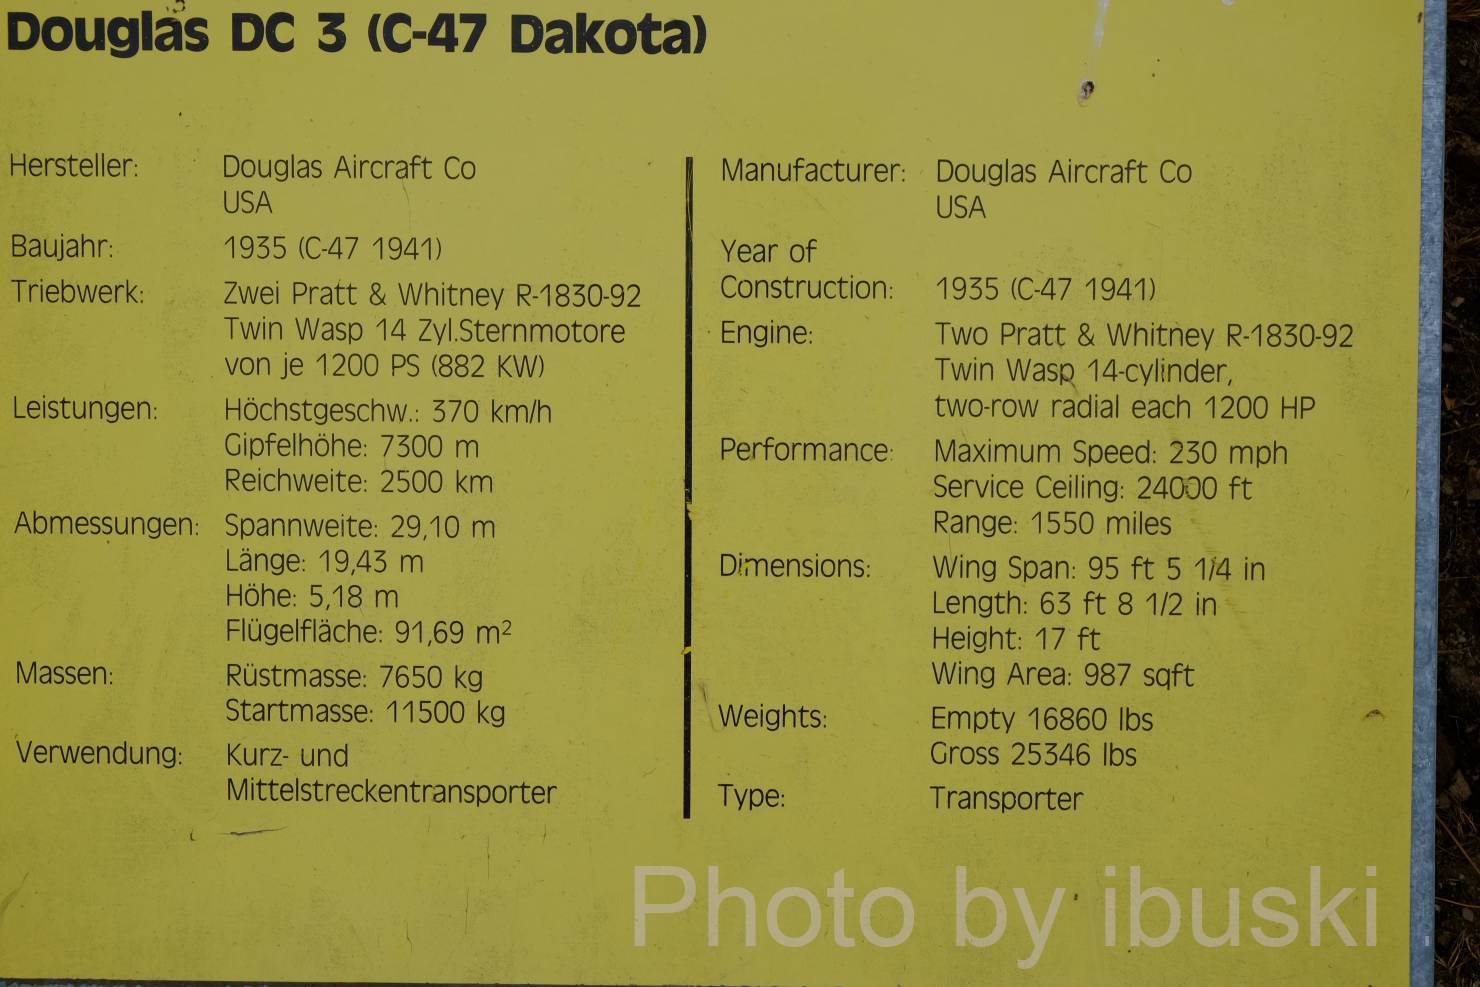 Douglas DC 3 (C-47 Dakota)
Hersteller: Douglas Aircraft Co
USA
Baujahr: 1935 (C-47 1941)
Triebwerk: Zwei Pratt & Whitney R-1830-92
Twin Wasp 14 Zyl.Sternmotore
von je 1200 PS (882 KW)
Leistungen: Höchstgeschw.: 370 km/h
Gipfelhöhe: 7300 m
Reichweite: 2500 km
Abmessungen: Spannweite: 29,10 m
Länge: 19,43 m
Höhe: 5,18 m
Flügelfläche: 91,69 m²
Massen: Rüstmasse: 7650 kg
Startmasse: 11500 kg
Verwendung: Kurz- und
Mittelstreckentransporter
Manufacturer: Douglas Aircraft Co
USA
Year of
Construction: 1935 (C-47 1941)
Engine: Two Pratt & Whitney R-1830-92
Twin Wasp 14-cylinder,
two-row radial each 1200 HP
Performance: Maximum Speed: 230 mph
Service Ceiling: 24000 ft
Range: 1550 miles
Dimensions: Wing Span: 95 ft 5 1/4 in
Length: 63 ft 8 1/2 in
Height: 17 ft
Wing Area: 987 sqft
Weights: Empty 16860 lbs
Gross 25346 lbs
Type: Transporter
Photo by ibuski